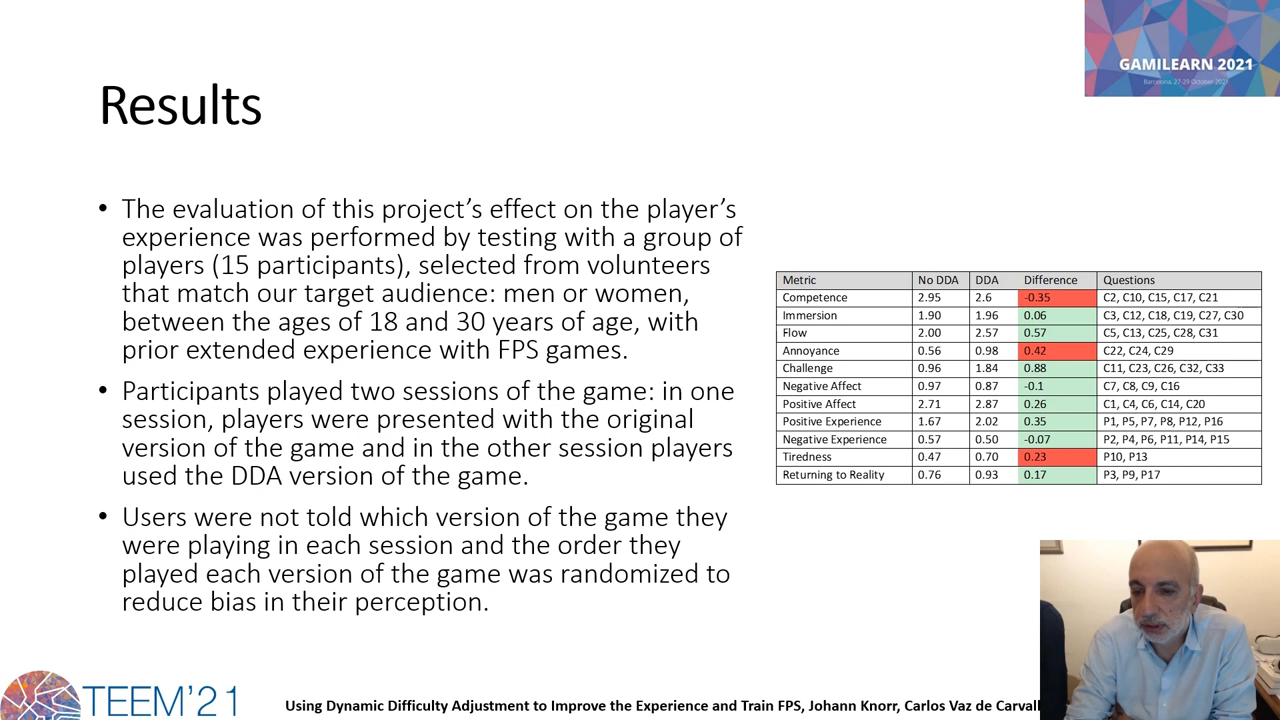 GAMILEARN 2021
Barcelona, 27-29 October 2021
Results
• The evaluation of this project’s effect on the player’s
experience was performed by testing with a group of
players (15 participants), selected from volunteers
that match our target audience: men or women,
between the ages of 18 and 30 years of age, with
prior extended experience with FPS games.
• Participants played two sessions of the game: in one
session, players were presented with the original
version of the game and in the other session players
used the DDA version of the game.
• Users were not told which version of the game they
were playing in each session and the order they
played each version of the game was randomized to
reduce bias in their perception.
Metric No DDA DDA Difference Questions
Competence 2.95 2.6 -0.35 C2, C10, C15, C17, C21
Immersion 1.90 1.96 0.06 C3, C12, C18, C19, C27, C30
Flow 2.00 2.57 0.57 C5, C13, C25, C28, C31
Annoyance 0.56 0.98 0.42 C22, C24, C29
Challenge 0.96 1.84 0.88 C11, C23, C26, C32, C33
Negative Affect 0.97 0.87 -0.1 C7, C8, C9, C16
Positive Affect 2.71 2.87 0.26 C1, C4, C6, C14, C20
Positive Experience 1.67 2.02 0.35 P1, P5, P7, P8, P12, P16
Negative Experience 0.57 0.50 -0.07 P2, P4, P6, P11, P14, P15
Tiredness 0.47 0.70 0.23 P10, P13
Returning to Reality 0.76 0.93 0.17 P3, P9, P17
TEEM’21
Using Dynamic Difficulty Adjustment to Improve the Experience and Train FPS, Johann Knorr, Carlos Vaz de Carvall